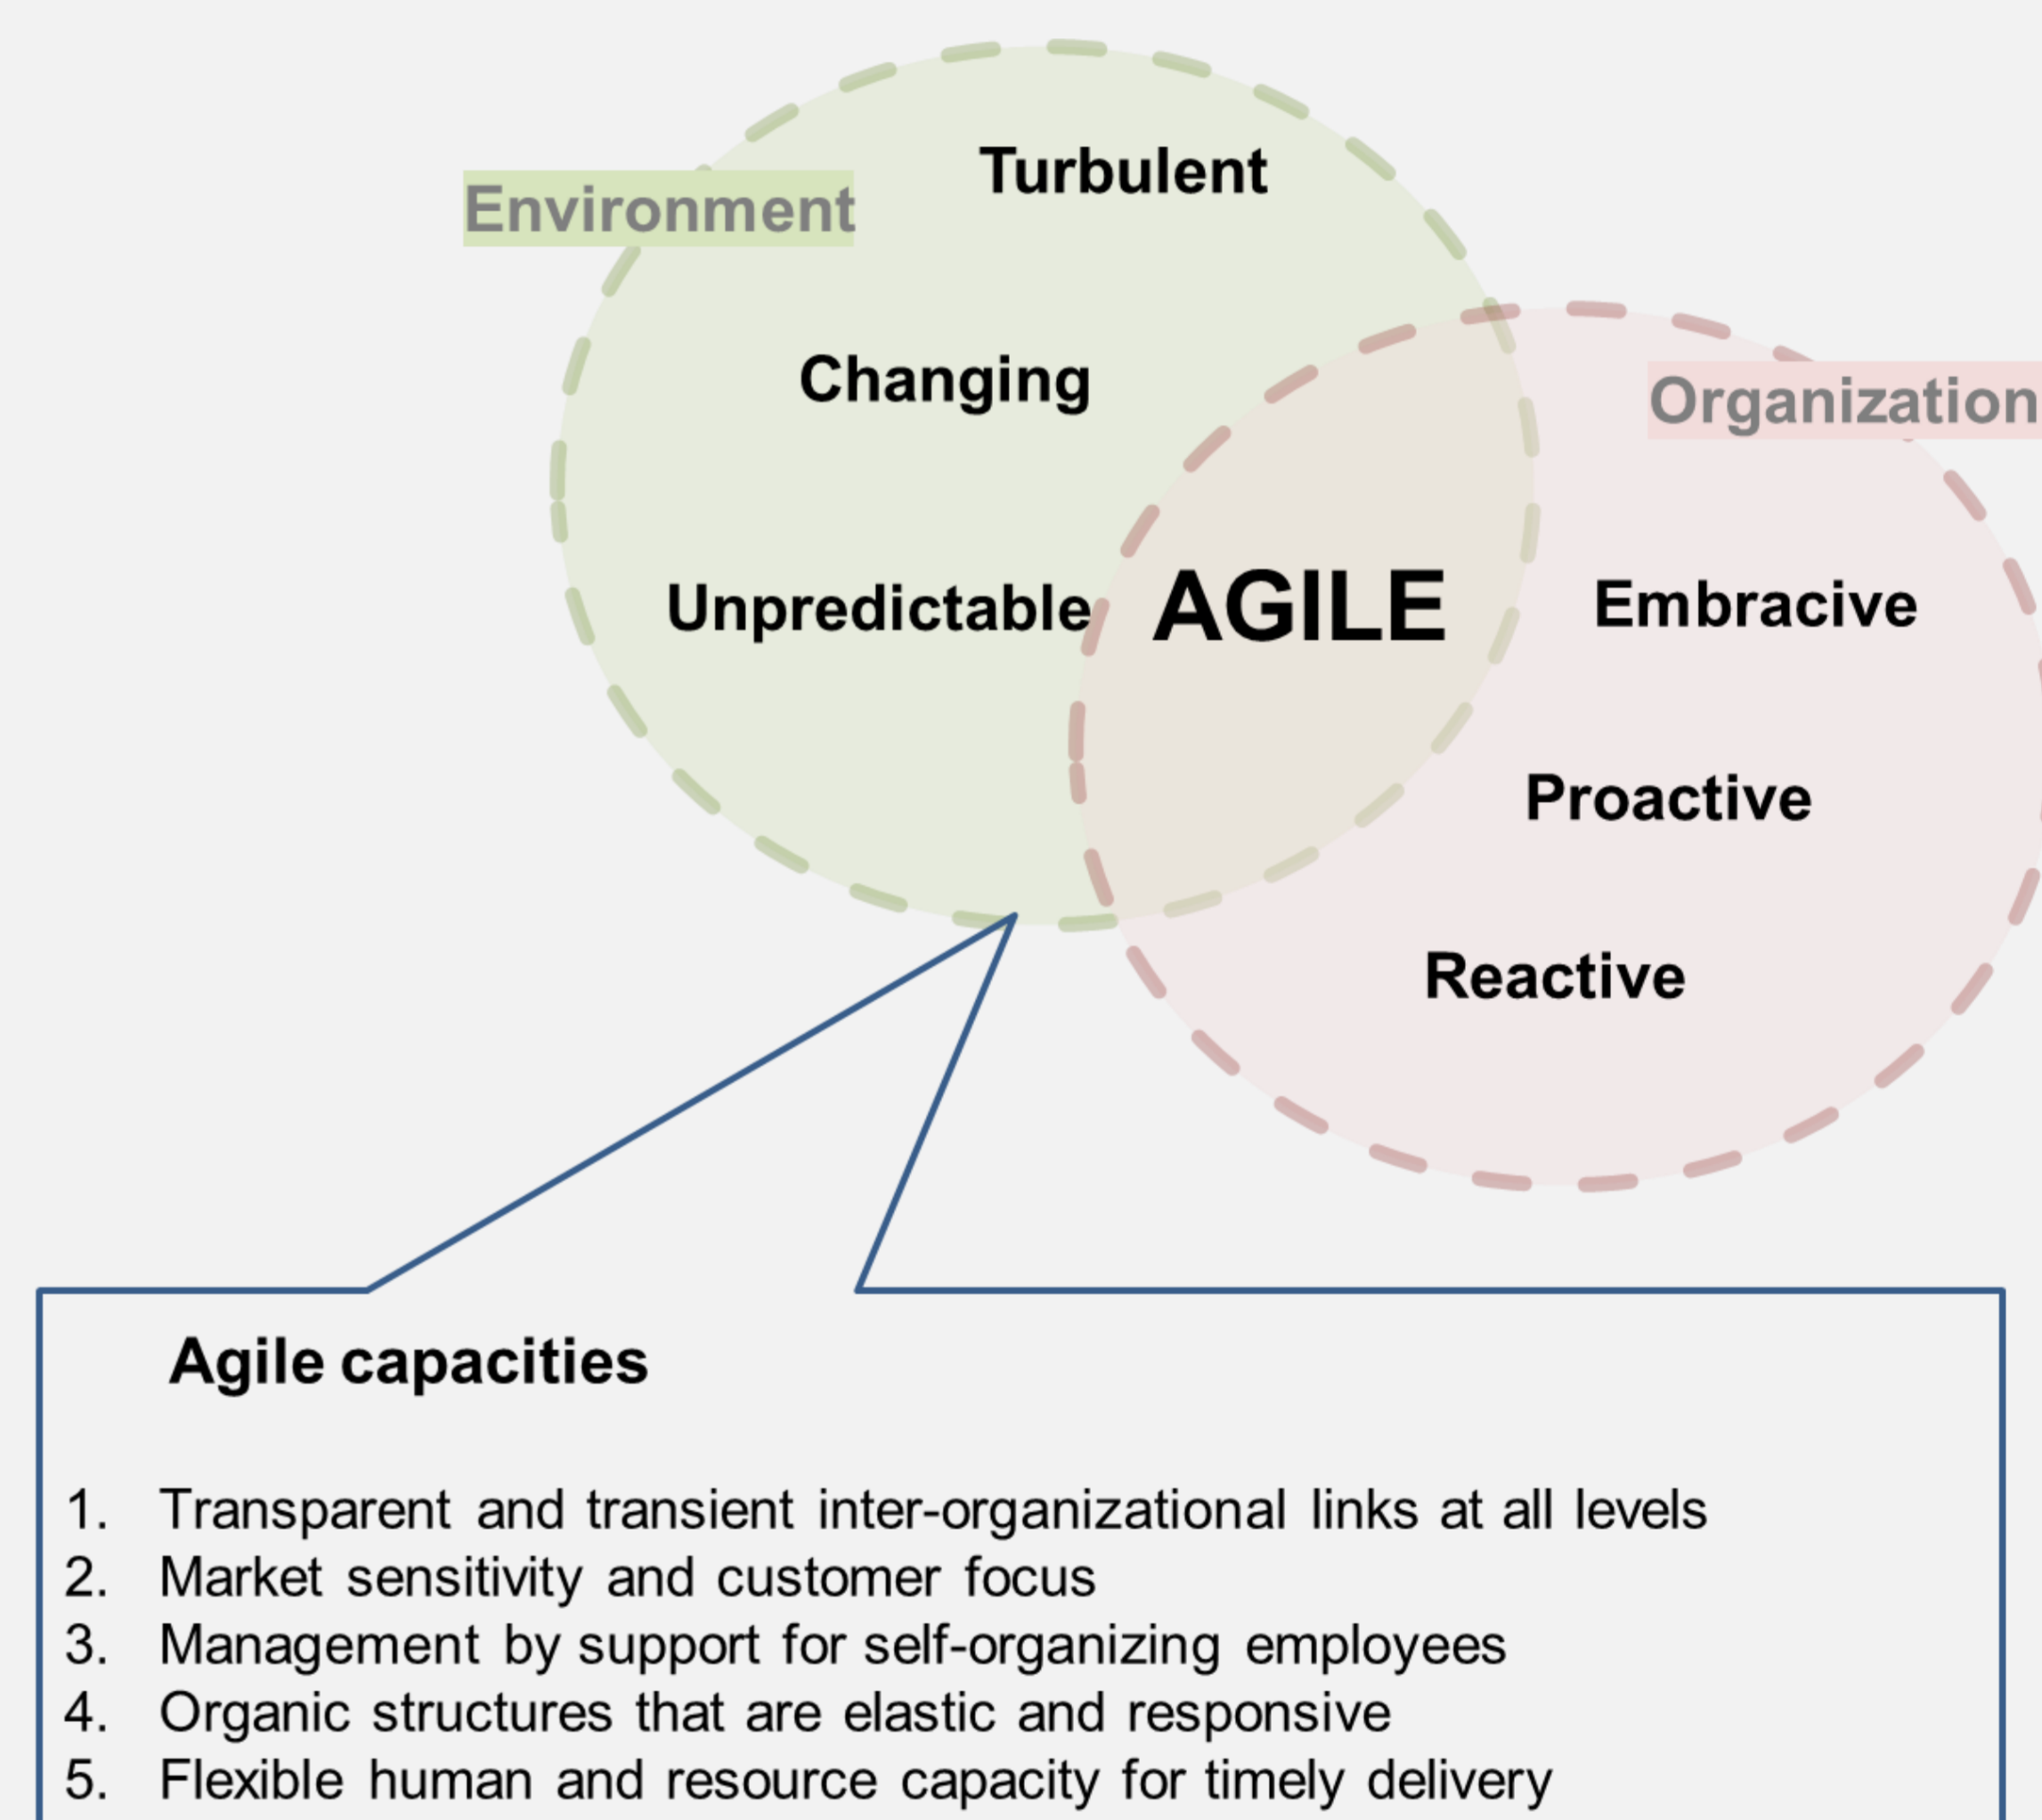 Turbulent
Environment
Changing
Organization
Unpredictable
AGILE
Embracive
Proactive
Reactive
Agile capacities
1. Transparent and transient inter-organizational links at all levels
2. Market sensitivity and customer focus
3. Management by support for self-organizing employees
4. Organic structures that are elastic and responsive
5. Flexible human and resource capacity for timely delivery